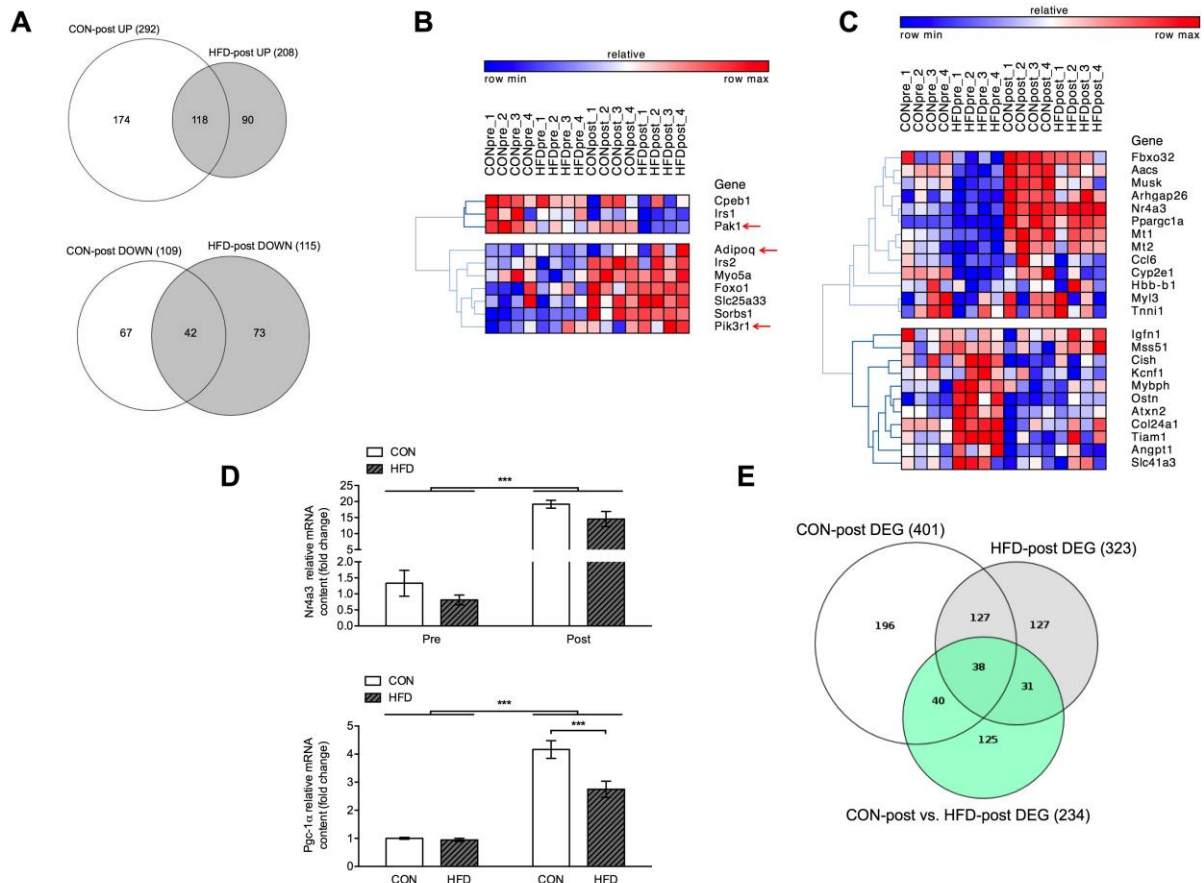 A
CON-post UP (292)
HFD-post UP (208)
174
118
90
CON-post DOWN (109)
HFD-post DOWN (115)
67
42
73
B
relative
row min
row max
CONpre_1
CONpre_2
CONpre_3
CONpre_4
HFDpre_1
HFDpre_2
HFDpre_3
HFDpre_4
CONpost_1
CONpost_2
CONpost_3
CONpost_4
HFDpost_1
HFDpost_2
HFDpost_3
HFDpost_4
Gene
Cpeb1
Irs1
Pak1
Adipoq
Irs2
Myo5a
Foxo1
Slc25a33
Sorbs1
Pik3r1
C
relative
row min
row max
CONpre_1
CONpre_2
CONpre_3
CONpre_4
HFDpre_1
HFDpre_2
HFDpre_3
HFDpre_4
CONpost_1
CONpost_2
CONpost_3
CONpost_4
HFDpost_1
HFDpost_2
HFDpost_3
HFDpost_4
Gene
Fbxo32
Aacs
Musk
Arhgap26
Nr4a3
Ppargc1a
Mt1
Mt2
Ccl6
Cyp2e1
Hbb-b1
Myl3
Tnni1
Igfn1
Mss51
Cish
Kcnf1
Mybph
Ostn
Atxn2
Col24a1
Tiam1
Angpt1
Slc41a3
D
CON
HFD
***
Nr4a3 relative mRNA
content (fold change)
25
20
15
10
5
2.0
1.5
1.0
0.5
0.0
Pre
Post
CON
HFD
***
***
Pgc-1α relative mRNA
content (fold change)
5
4
3
2
1
0
CON
HFD
CON
HFD
E
CON-post DEG (401)
HFD-post DEG (323)
196
127
127
38
40
31
125
CON-post vs. HFD-post DEG (234)